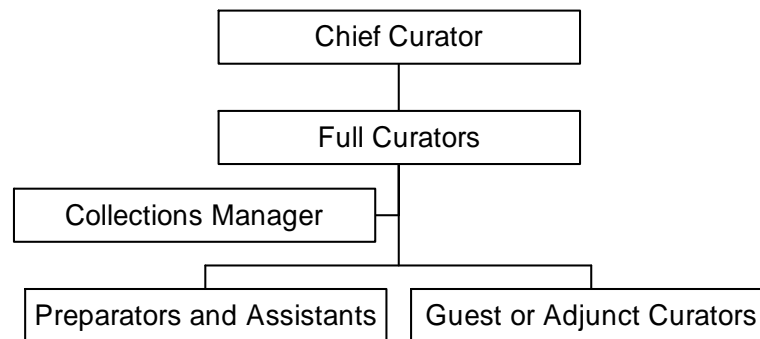 Chief Curator
Full Curators
Collections Manager
Preparators and Assistants
Guest or Adjunct Curators